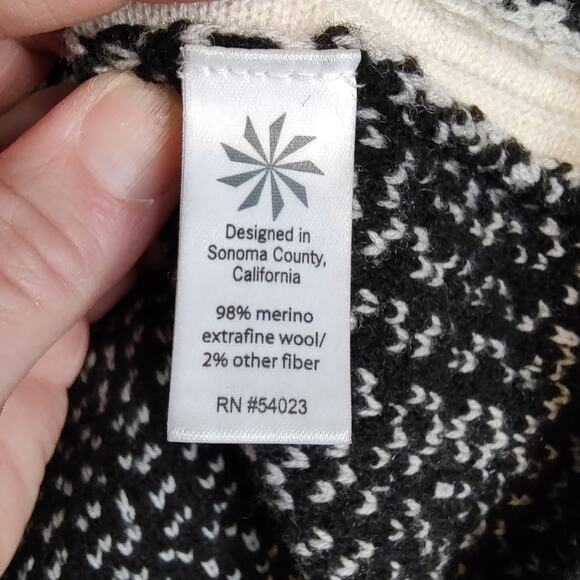 Designed in
Sonoma County,
California
98% merino
extrafine wool/
2% other fiber
RN #54023